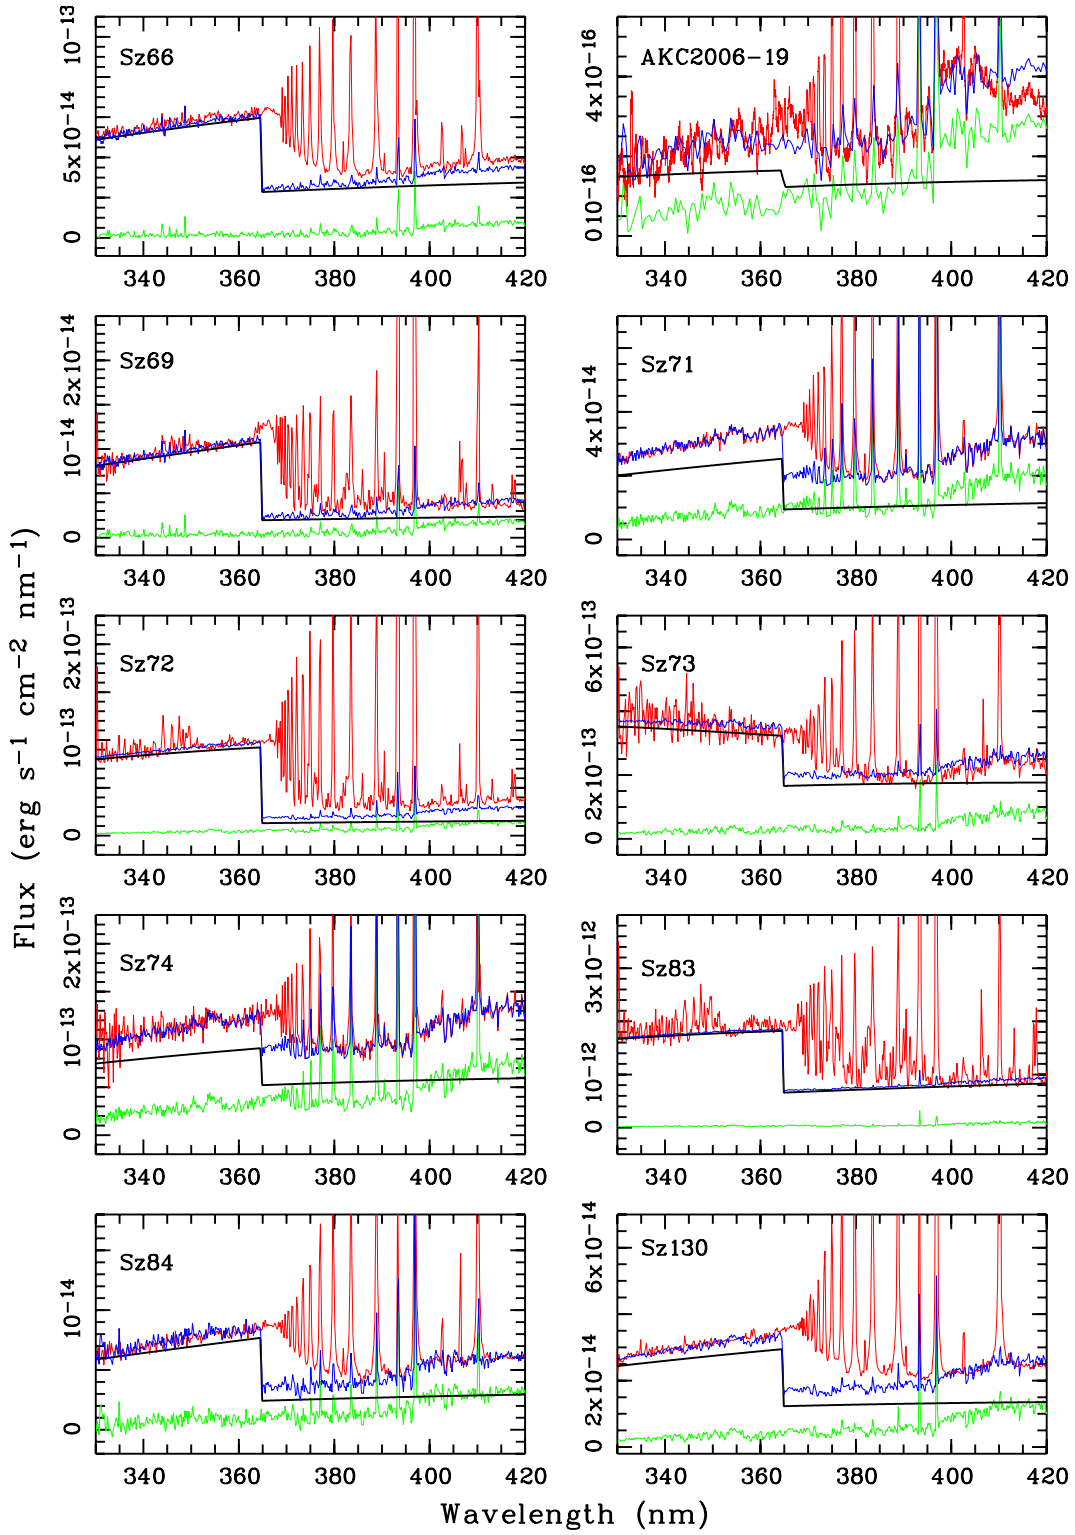 Sz66
0
5x10-14
10-13
340 360 380 400 420
AKC2006-19
010-16
4x10-16
340 360 380 400 420
Sz69
0
10-14
2x10-14
340 360 380 400 420
Sz71
0
4x10-14
340 360 380 400 420
Sz72
0
10-13
2x10-13
340 360 380 400 420
Sz73
0
2x10-13
6x10-13
340 360 380 400 420
Sz74
0
10-13
2x10-13
340 360 380 400 420
Sz83
0
10-12
3x10-12
340 360 380 400 420
Sz84
0
10-14
340 360 380 400 420
Sz130
0
2x10-14
6x10-14
340 360 380 400 420
Flux (erg s−1 cm−2 nm−1)
Wavelength (nm)